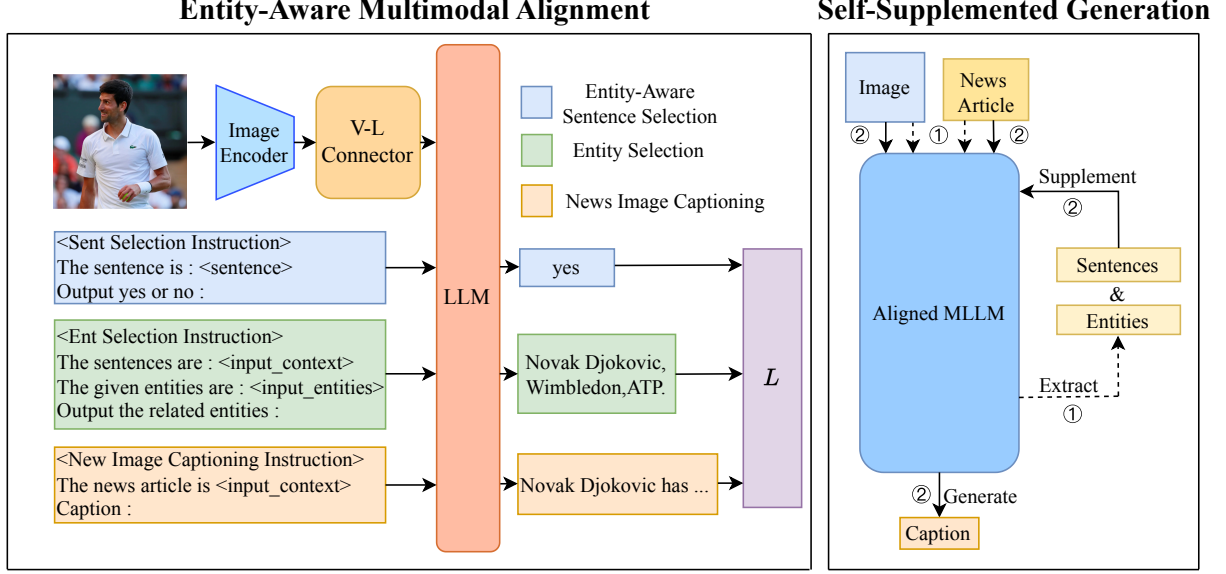 Entity-Aware Multimodal Alignment
Image
Encoder
V-L
Connector
LLM
Entity-Aware
Sentence Selection
Entity Selection
News Image Captioning
<Sent Selection Instruction>
The sentence is : <sentence>
Output yes or no :
yes
<Ent Selection Instruction>
The sentences are : <input_context>
The given entities are : <input_entities>
Output the related entities :
Novak Djokovic,
Wimbledon,ATP.
<New Image Captioning Instruction>
The news article is <input_context>
Caption :
Novak Djokovic has ...
L
Self-Supplemented Generation
Image
News
Article
② ① ②
Supplement
②
Aligned MLLM
Sentences
&
Entities
Extract
①
② Generate
Caption